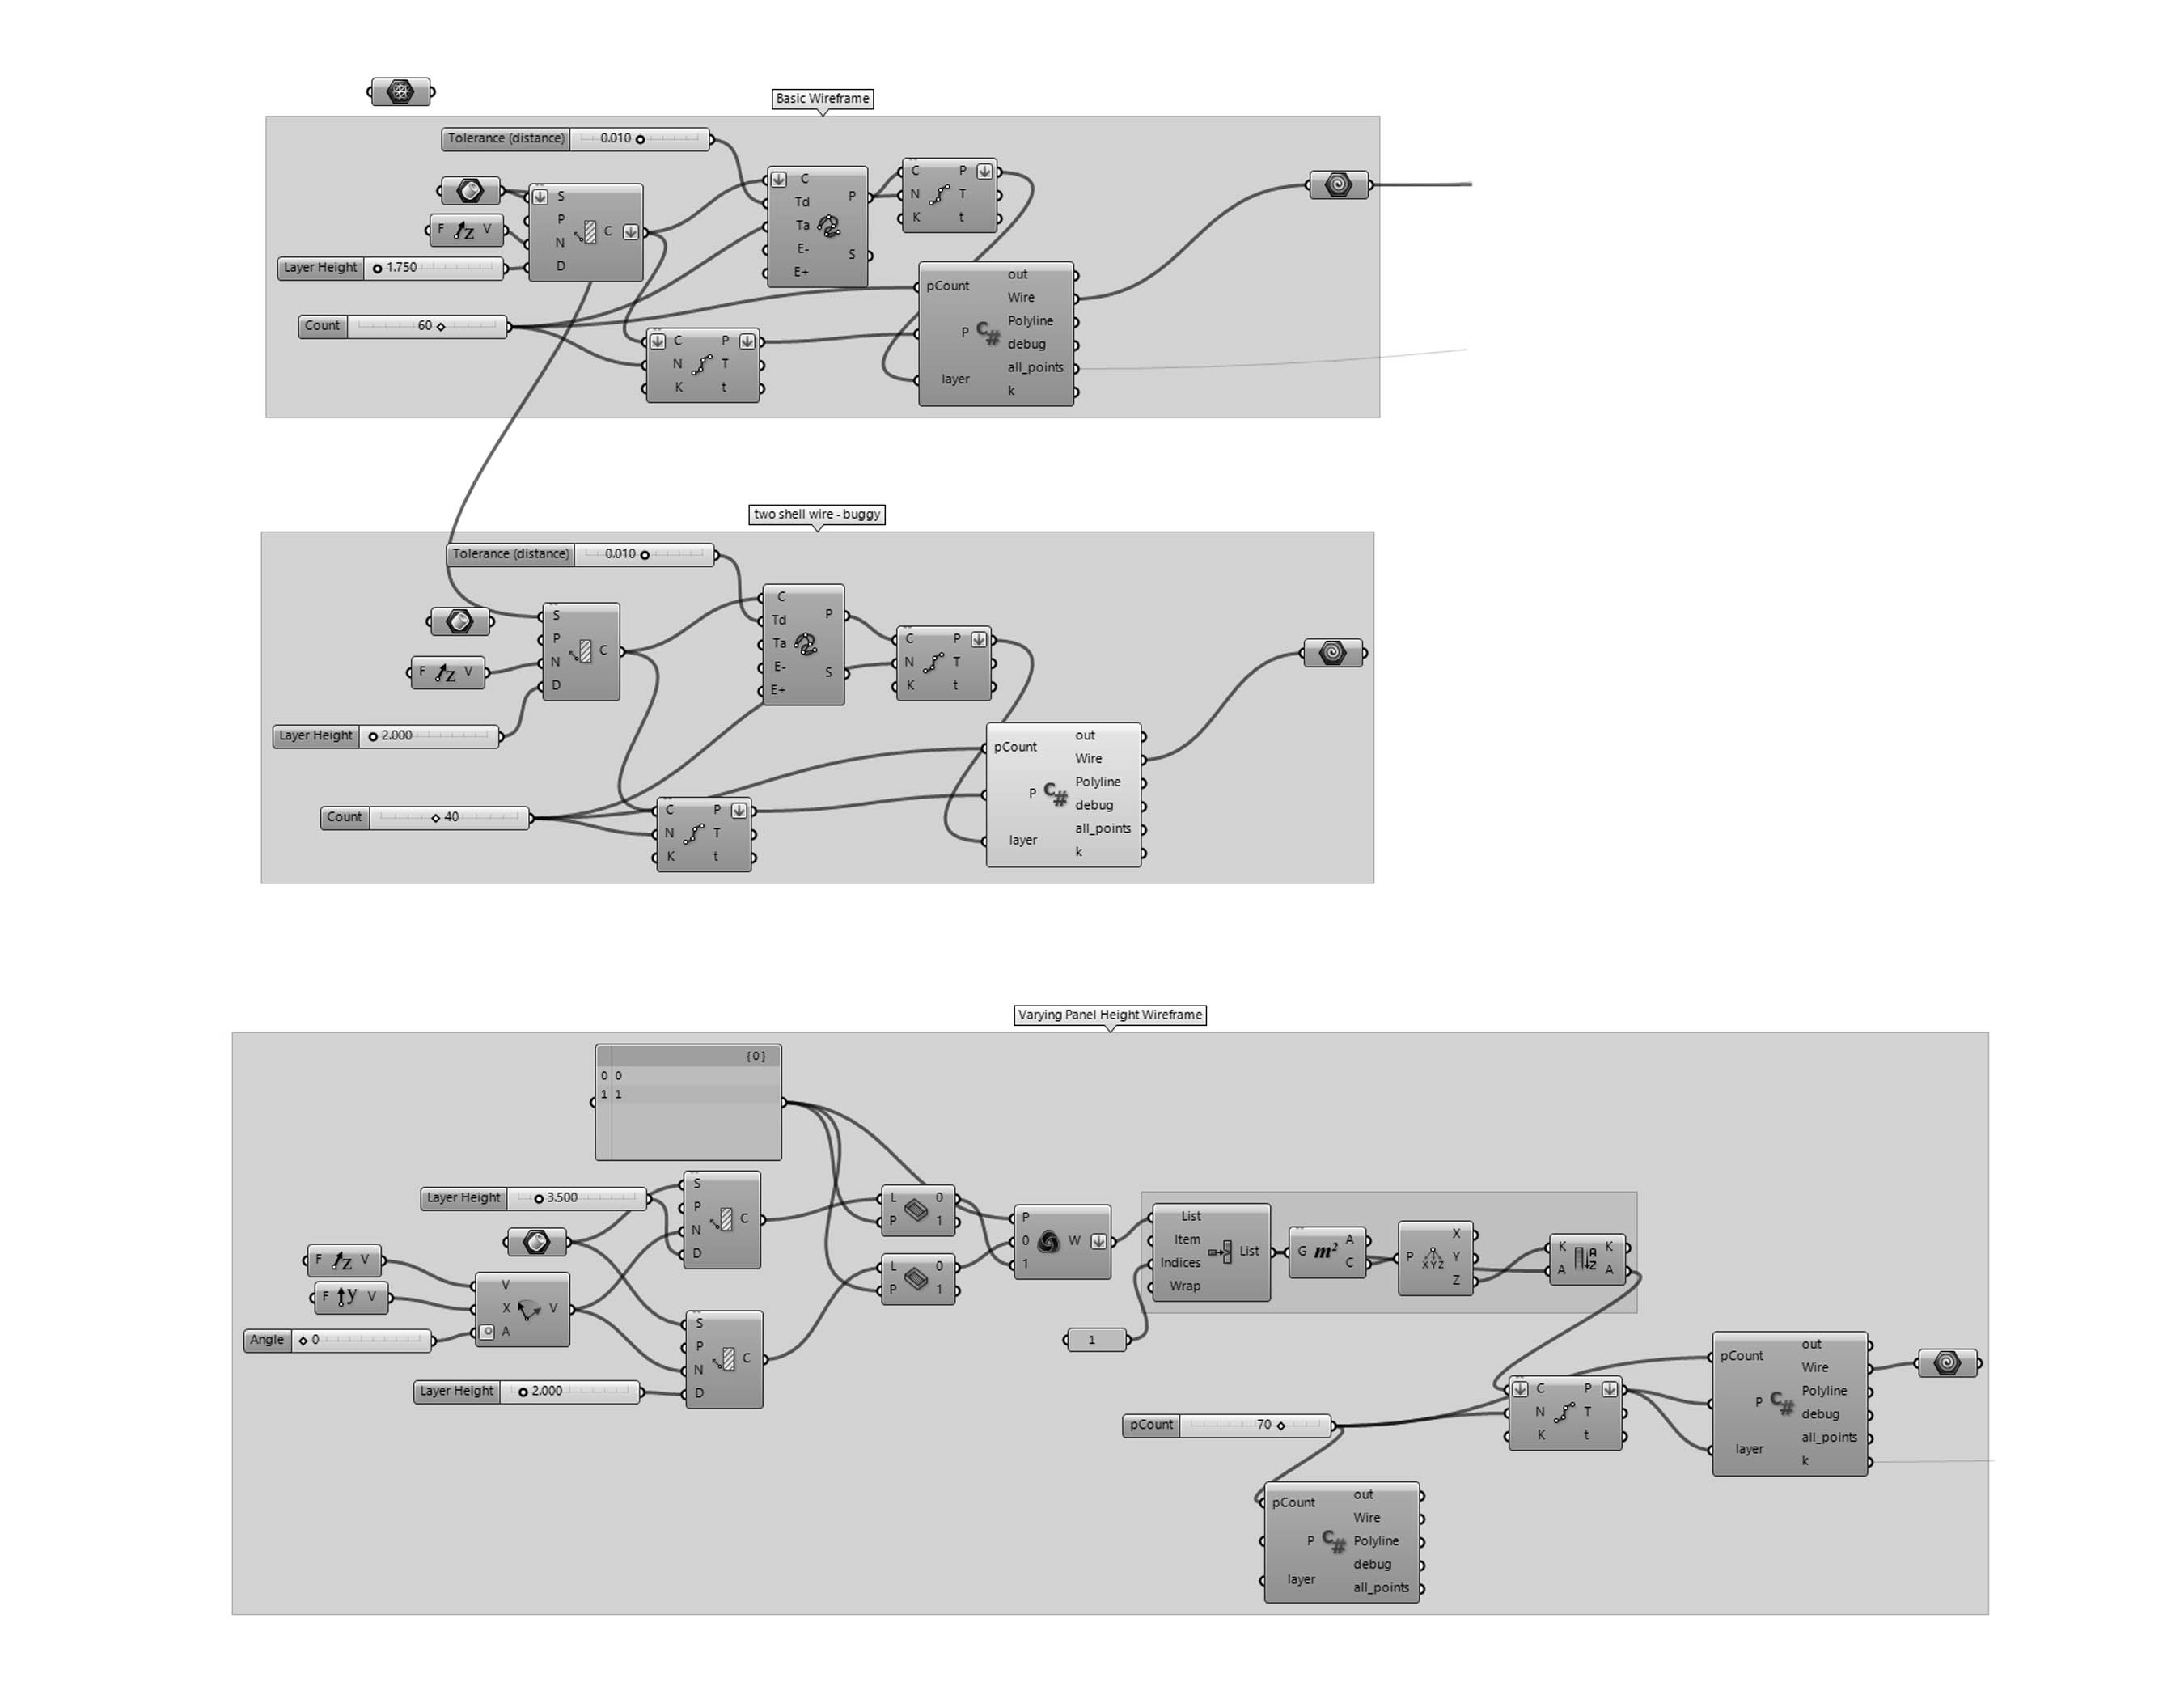 Basic Wireframe
Tolerance (distance) 0.010
S
P
N
D
C
F Z V
Layer Height 1.750
Count 60
C
Td
Ta
E-
E+
P
S
C P
N T
K t
C P
N T
K t
pCount
P
layer
C#
out
Wire
Polyline
debug
all_points
k
two shell wire - buggy
Tolerance (distance) 0.010
S
P
N
D
C
F Z V
Layer Height 2.000
Count 40
C
Td
Ta
E-
E+
P
S
C P
N T
K t
C P
N T
K t
pCount
P
layer
C#
out
Wire
Polyline
debug
all_points
k
Varying Panel Height Wireframe
{0}
0 0
1 1
Layer Height 3.500
S
P
N
D
C
F Z V
F y V
Angle 0
V
X
A
V
S
P
N
D
C
Layer Height 2.000
L 0
P 1
L 0
P 1
P
0
1
W
List
Item
Indices
Wrap
List
1
G m² A
C
P XYZ X
Y
Z
K K
A A
A
Z
pCount 70
C P
N T
K t
pCount
P
layer
C#
out
Wire
Polyline
debug
all_points
k
pCount
P
layer
C#
out
Wire
Polyline
debug
all_points